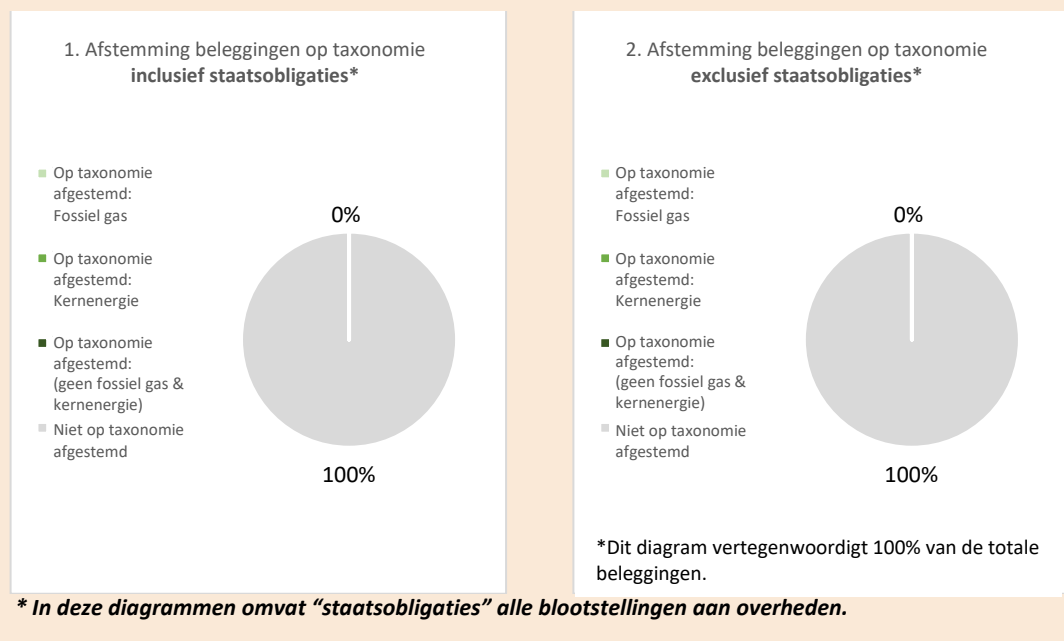 1. Afstemming beleggingen op taxonomie
inclusief staatsobligaties*
Op taxonomie
afgestemd:
Fossiel gas
Op taxonomie
afgestemd:
Kernenergie
Op taxonomie
afgestemd:
(geen fossiel gas &
kernenergie)
Niet op taxonomie
afgestemd
0%
100%
2. Afstemming beleggingen op taxonomie
exclusief staatsobligaties*
Op taxonomie
afgestemd:
Fossiel gas
Op taxonomie
afgestemd:
Kernenergie
Op taxonomie
afgestemd:
(geen fossiel gas &
kernenergie)
Niet op taxonomie
afgestemd
0%
100%
*Dit diagram vertegenwoordigt 100% van de totale
beleggingen.
* In deze diagrammen omvat “staatsobligaties” alle blootstellingen aan overheden.